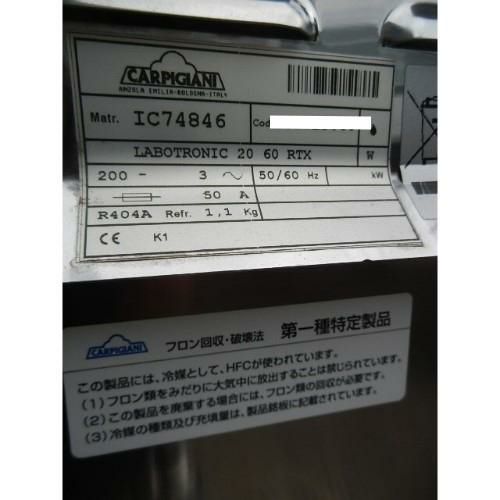 CARPIGIANI
ANZOLA EMILIA-BOLOGNA-ITALY
Matr. IC74846 Cod
LABOTRONIC 20 60 RTX W
200 - 3 ~ 50/60 Hz kW
50 A
R404A Refr. 1,1 Kg
CE K1
CARPIGIANI フロン回収・破壊法 第一種特定製品
この製品には、冷媒として、HFCが使われています。
(1)フロン類をみだりに大気中に放出することは禁じられています。
(2)この製品を廃棄する場合には、フロン類の回収が必要です。
(3)冷媒の種類及び充填量は、製品銘板に記載されています。